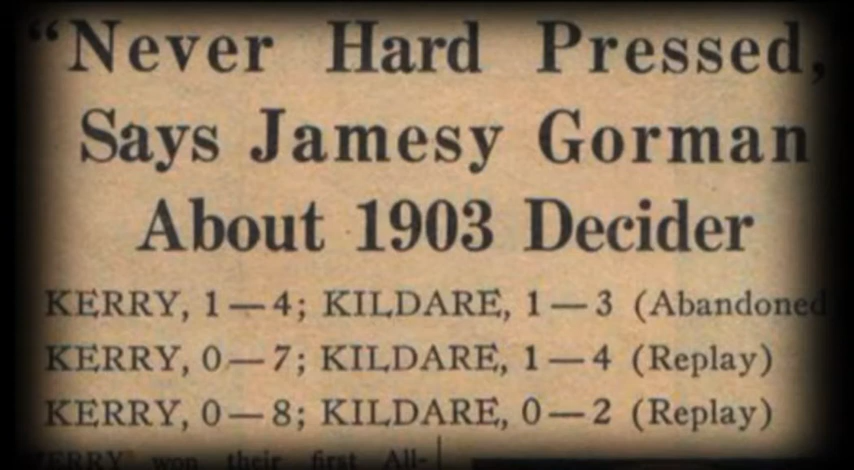 “Never Hard Pressed,
Says Jamesy Gorman
About 1903 Decider
KERRY, 1—4; KILDARE, 1—3 (Abandoned
KERRY, 0—7; KILDARE, 1—4 (Replay)
KERRY, 0—8; KILDARE, 0—2 (Replay)
KERRY won their first All-